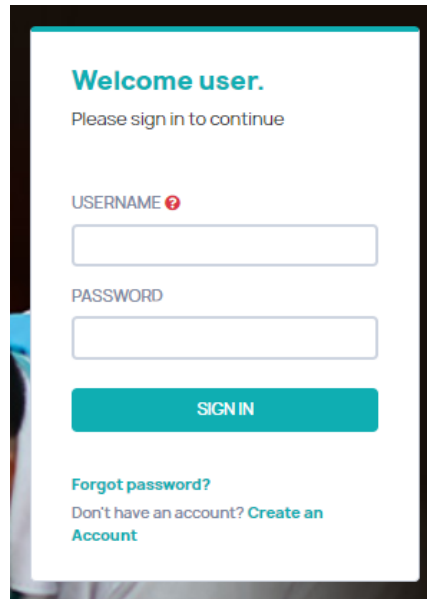 Welcome user.
Please sign in to continue
USERNAME ?
PASSWORD
SIGN IN
Forgot password?
Don't have an account? Create an
Account